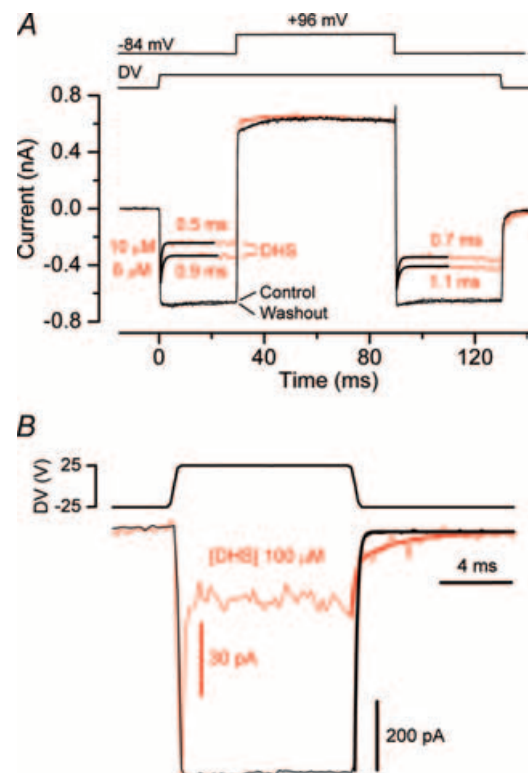 A
+96 mV
-84 mV
DV
0.8
0.4
0.0
-0.4
-0.8
Current (nA)
0.5 ms
10 µM
6 µM
0.9 ms
DHS
0.7 ms
1.1 ms
Control
Washout
0 40 80 120
Time (ms)
B
DV (V)
25
-25
[DHS] 100 µM
4 ms
30 pA
200 pA